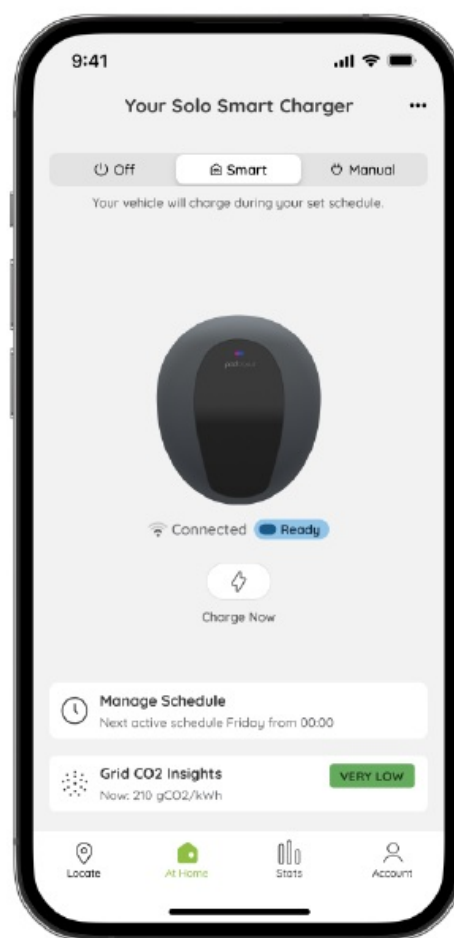 9:41
Your Solo Smart Charger
Off Smart Manual
Your vehicle will charge during your set schedule.
Connected Ready
Charge Now
Manage Schedule
Next active schedule Friday from 00:00
Grid CO2 Insights VERY LOW
Now: 210 gCO2/kWh
Locate At Home Stats Account